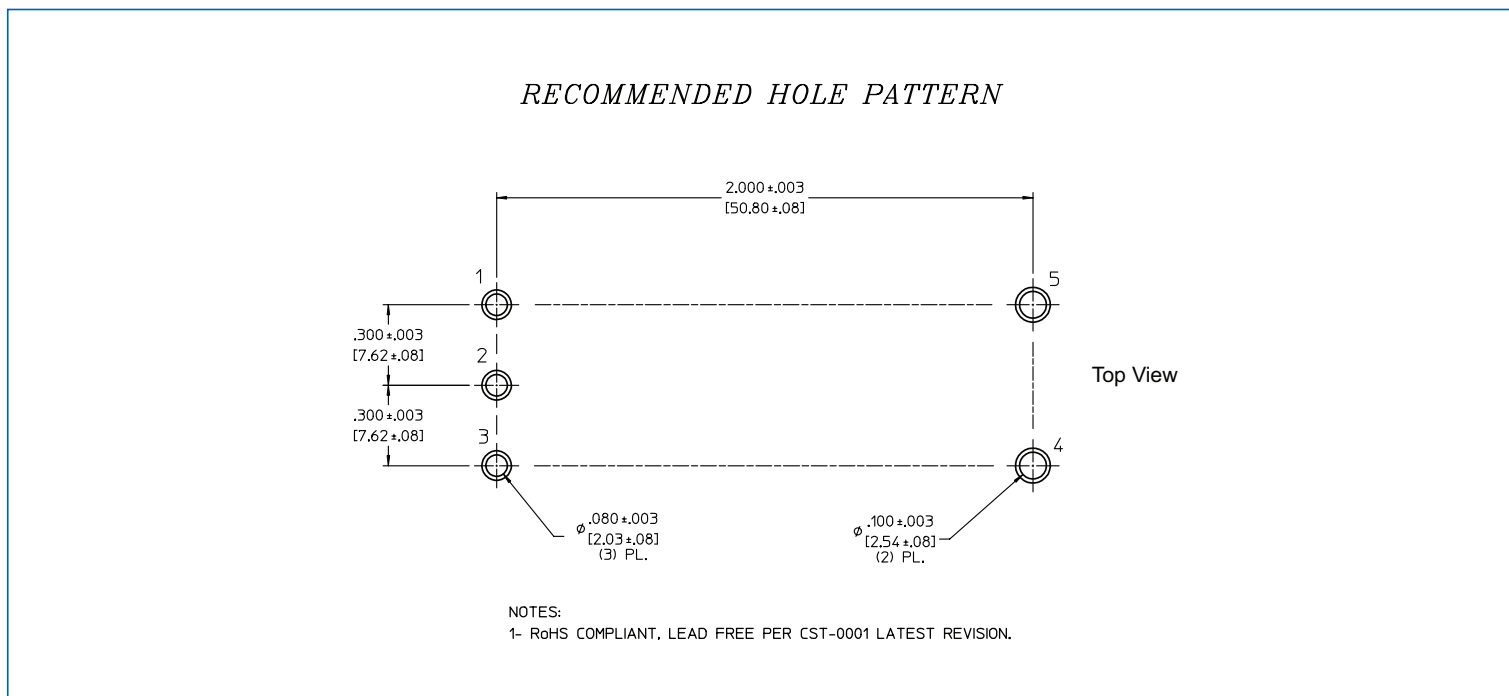 RECOMMENDED HOLE PATTERN
2.000±.003
[50.80±.08]
1
5
.300±.003
[7.62±.08]
2
Top View
.300±.003
[7.62±.08]
3
4
ø .080±.003
[2.03±.08]
(3) PL.
ø .100±.003
[2.54±.08]
(2) PL.
NOTES:
1- RoHS COMPLIANT, LEAD FREE PER CST-0001 LATEST REVISION.